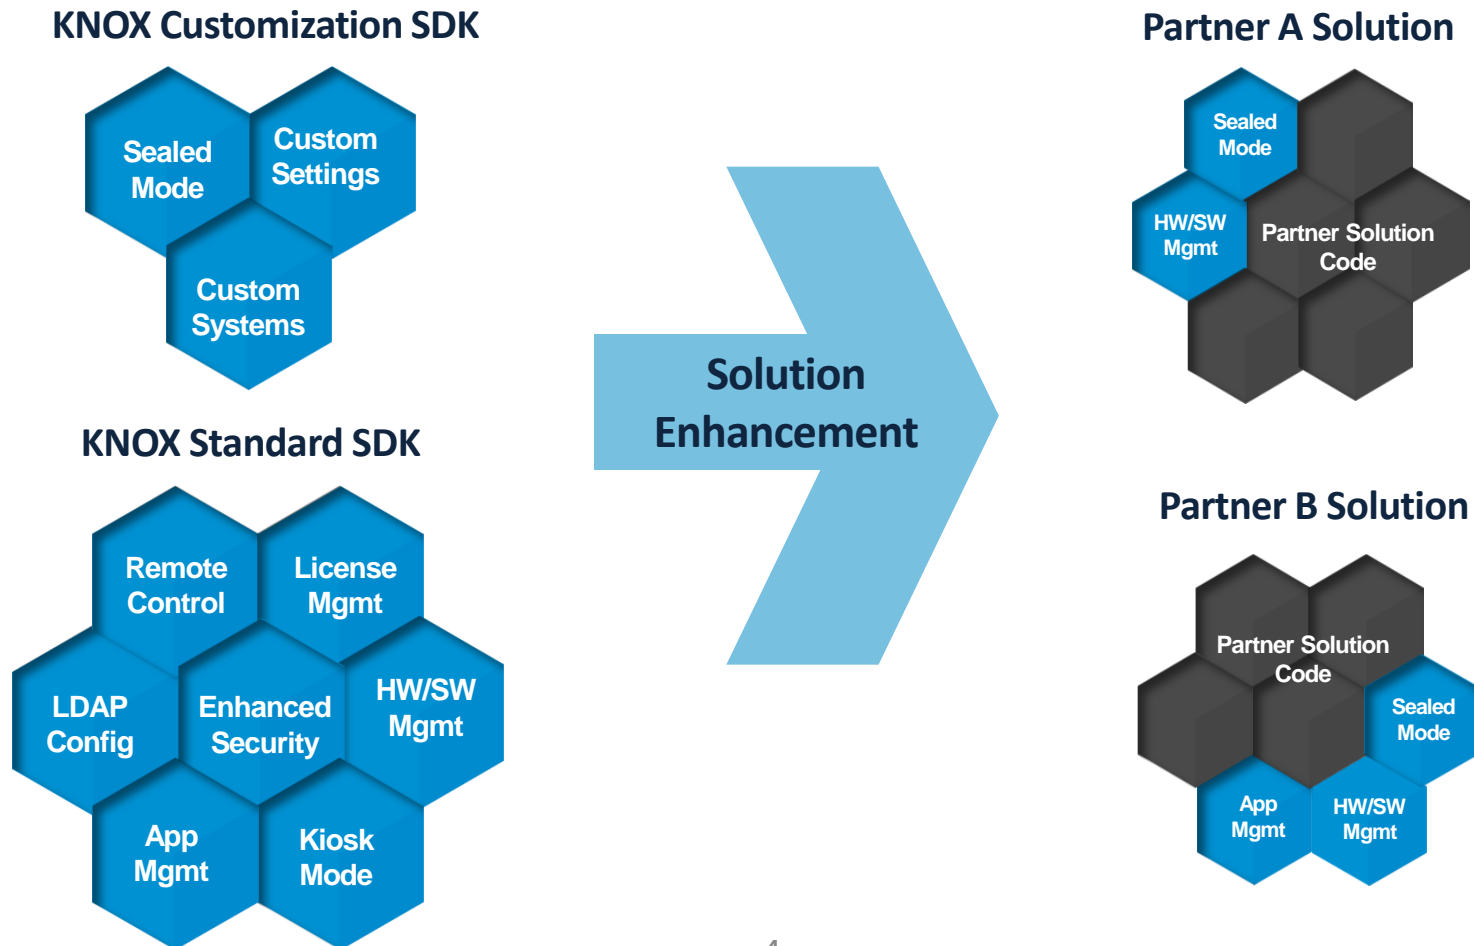 KNOX Customization SDK
Sealed
Mode
Custom
Settings
Custom
Systems
KNOX Standard SDK
Remote
Control
License
Mgmt
LDAP
Config
Enhanced
Security
HW/SW
Mgmt
App
Mgmt
Kiosk
Mode
Solution
Enhancement
Partner A Solution
Sealed
Mode
HW/SW
Mgmt
Partner Solution
Code
Partner B Solution
Partner Solution
Code
Sealed
Mode
App
Mgmt
HW/SW
Mgmt